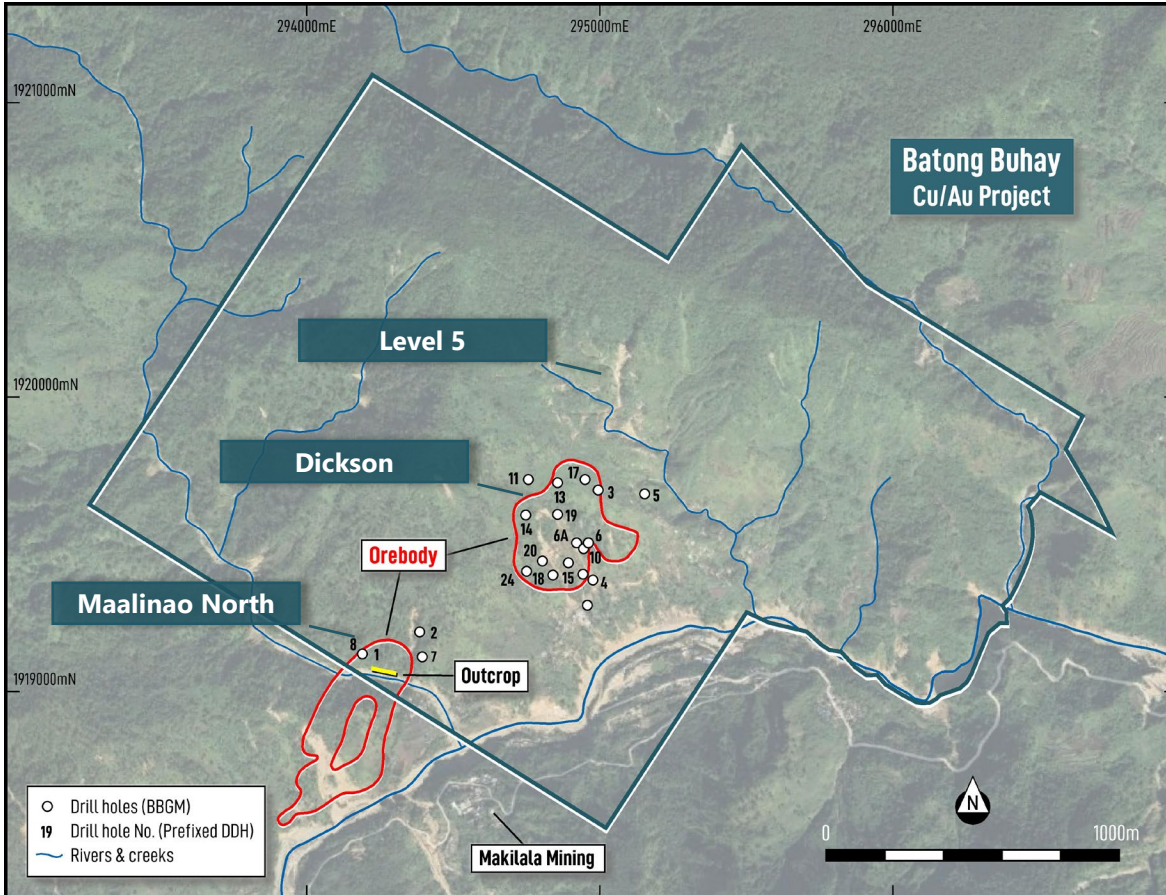 294000mE
295000mE
296000mE
1921000mN
Batong Buhay
Cu/Au Project
Level 5
1920000mN
Dickson
11
17
13
3
5
14
19
6A
6
Orebody
20
10
24
18
15
4
Maalinao North
2
8
1
7
Outcrop
1919000mN
N
Drill holes (BBGM)
19 Drill hole No. (Prefixed DDH)
Rivers & creeks
0
1000m
Makilala Mining